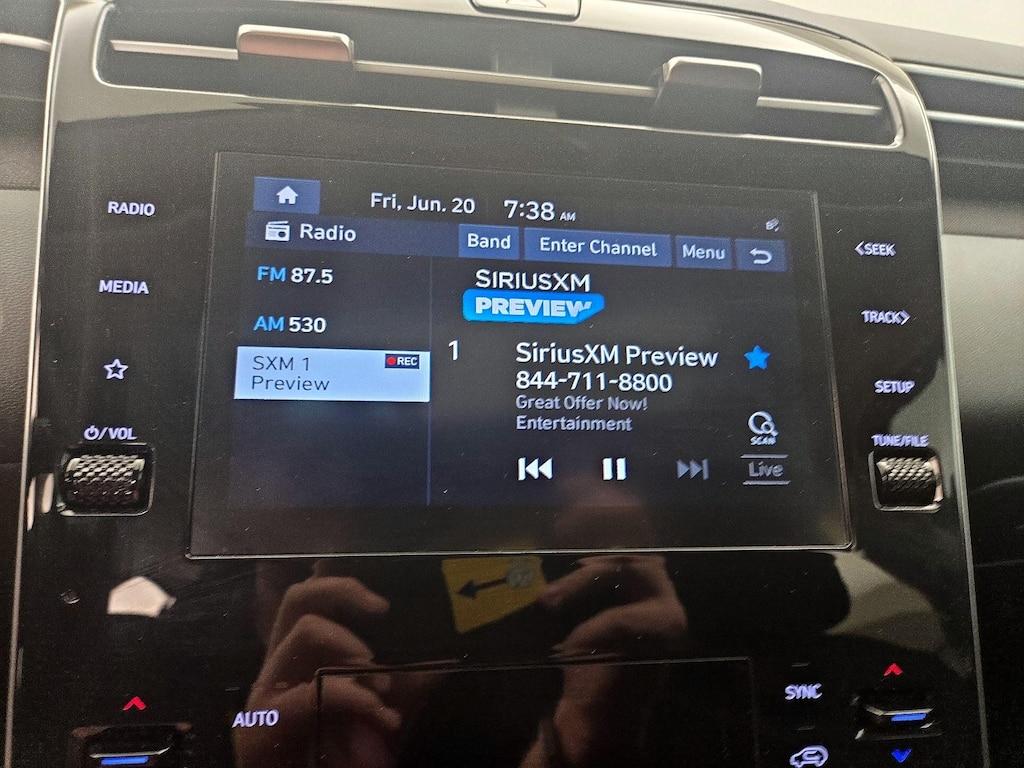 Fri, Jun. 20 7:38 AM
RADIO
Radio
Band
Enter Channel
Menu
<SEEK
FM 87.5
MEDIA
SIRIUSXM
PREVIEW
TRACK>
AM 530
1
SiriusXM Preview
SXM 1
REC
Preview
844-711-8800
Great Offer Now!
Entertainment
SETUP
SCAN
VOL
TUNE/FILE
Live
AUTO
SYNC